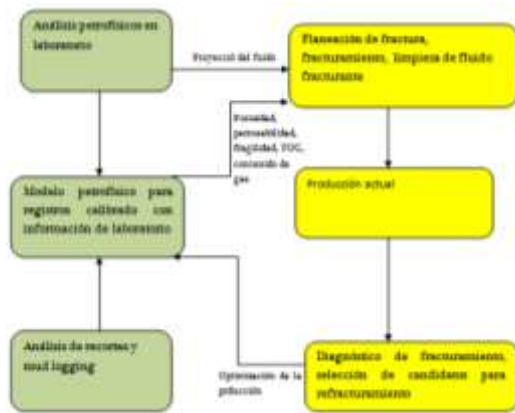 Análisis petrofísicos en
laboratorio
Planeación de fractura,
fracturamiento, limpieza de fluido
fracturante
Proyecto del fluido
Porosidad,
permeabilidad,
fragilidad, TOC,
contenido de
gas
Modelo petrofísico para
registros calibrado con
información de laboratorio
Producción actual
Análisis de recortes y
mud logging
Diagnóstico de fracturamiento,
selección de candidatos para
refracturamiento
Optimización de la